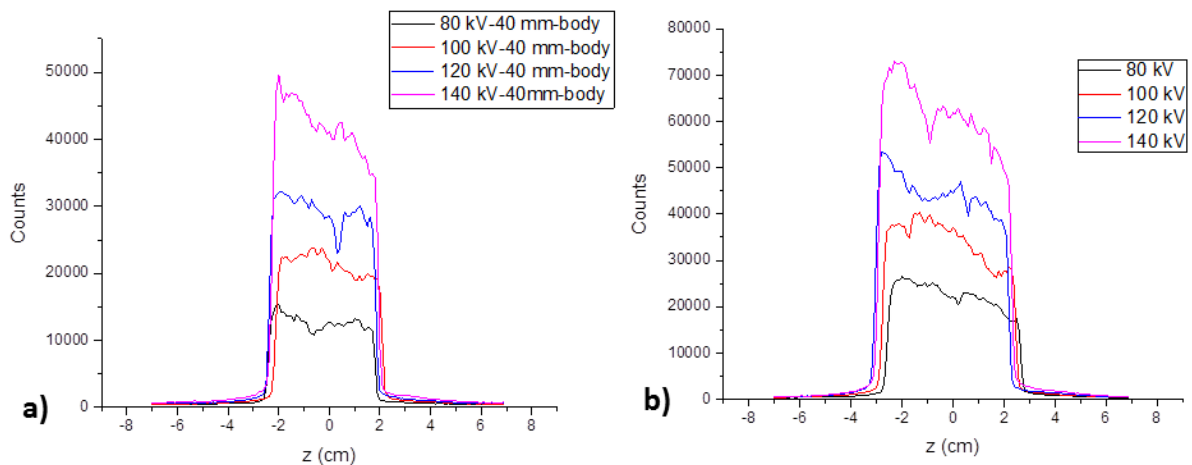 80 kV-40 mm-body
100 kV-40 mm-body
120 kV-40 mm-body
140 kV-40mm-body
50000
40000
30000
20000
10000
0
Counts
-8 -6 -4 -2 0 2 4 6 8
z (cm)
a)
80 kV
100 kV
120 kV
140 kV
80000
70000
60000
50000
40000
30000
20000
10000
0
Counts
-8 -6 -4 -2 0 2 4 6 8
z (cm)
b)